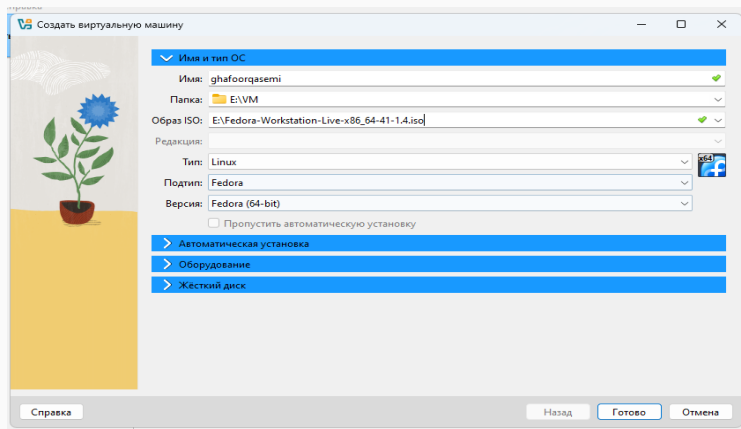 Создать виртуальную машину
Имя и тип ОС
Имя: ghafoorqasemi
Папка: E:\VM
Образ ISO: E:\Fedora-Workstation-Live-x86_64-41-1.4.iso
Редакция:
Тип: Linux
x64
Подтип: Fedora
Версия: Fedora (64-bit)
Пропустить автоматическую установку
Автоматическая установка
Оборудование
Жёсткий диск
Справка Назад Готово Отмена